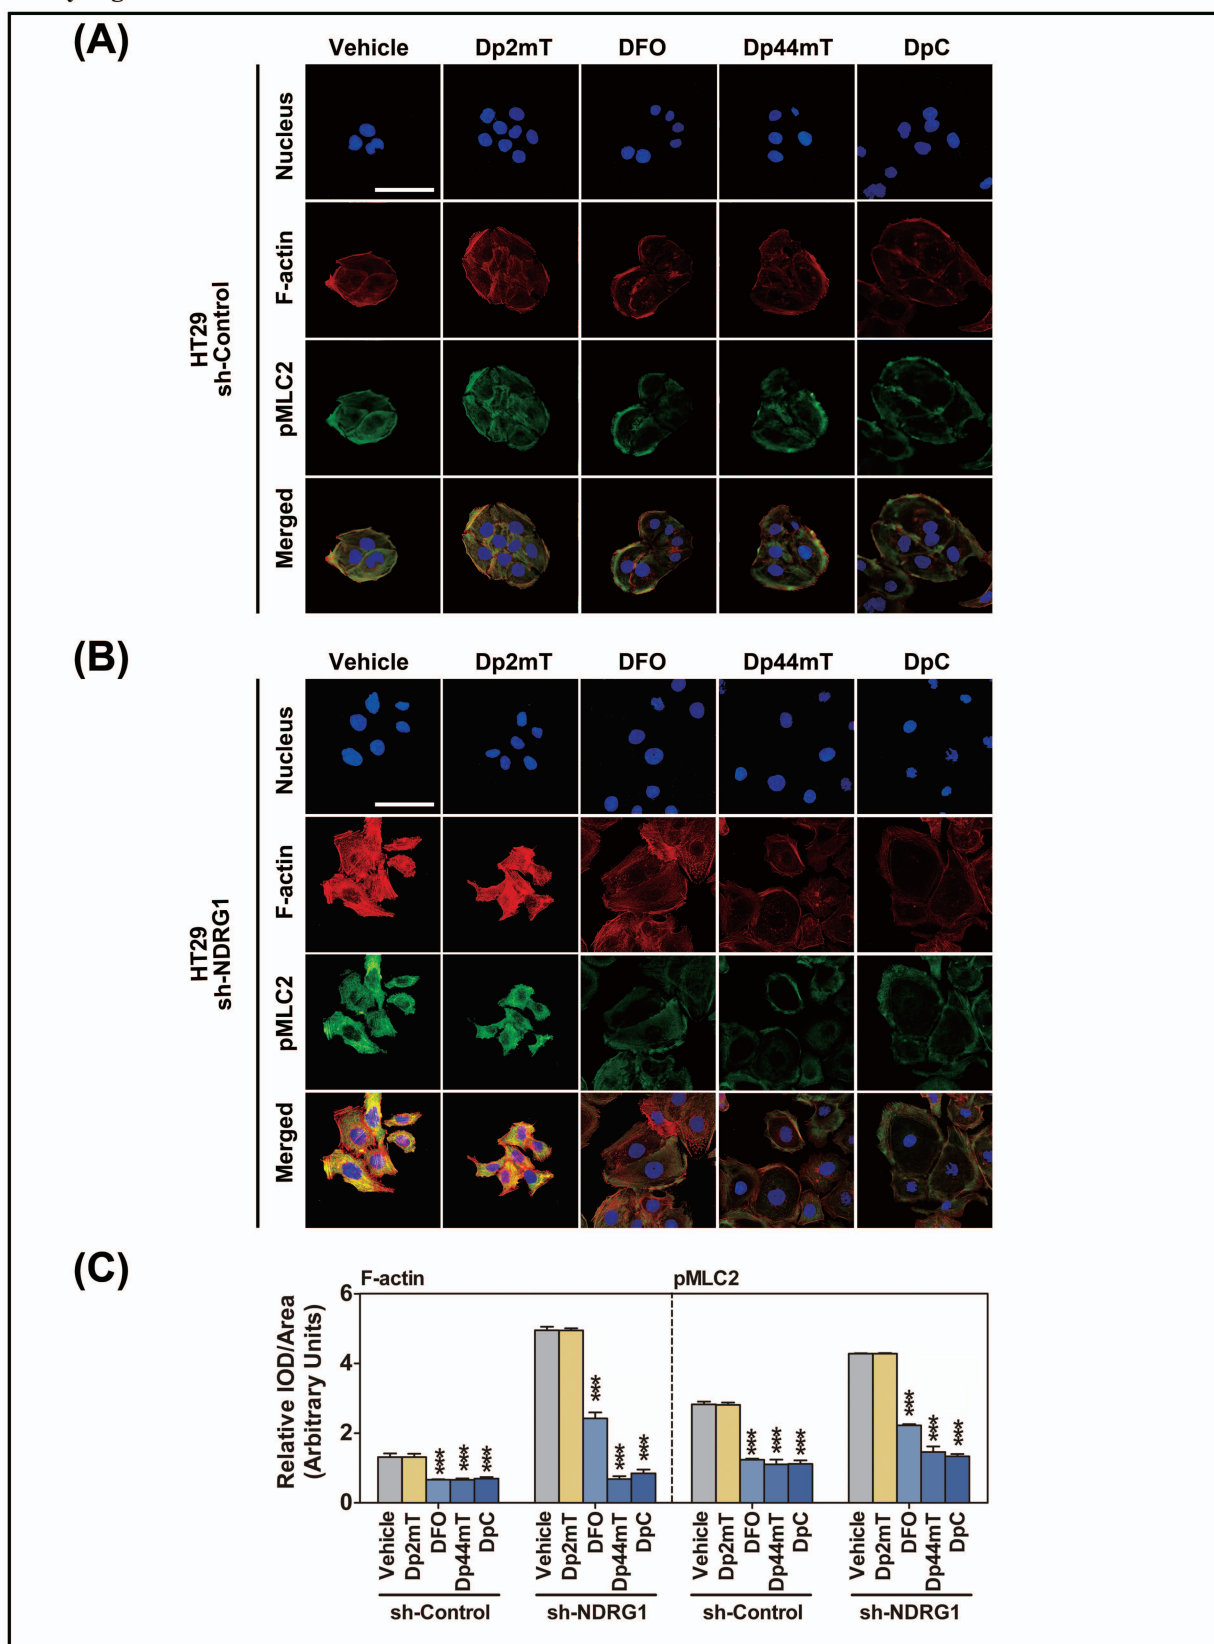 (A)
Vehicle Dp2mT DFO Dp44mT DpC
HT29
sh-Control
Nucleus
F-actin
pMLC2
Merged
(B)
Vehicle Dp2mT DFO Dp44mT DpC
HT29
sh-NDRG1
Nucleus
F-actin
pMLC2
Merged
(C)
F-actin pMLC2
Relative IOD/Area
(Arbitrary Units)
6
4
2
0
*** *** *** *** *** *** *** *** *** *** *** ***
Vehicle Dp2mT DFO Dp44mT DpC Vehicle Dp2mT DFO Dp44mT DpC Vehicle Dp2mT DFO Dp44mT DpC Vehicle Dp2mT DFO Dp44mT DpC
sh-Control sh-NDRG1 sh-Control sh-NDRG1